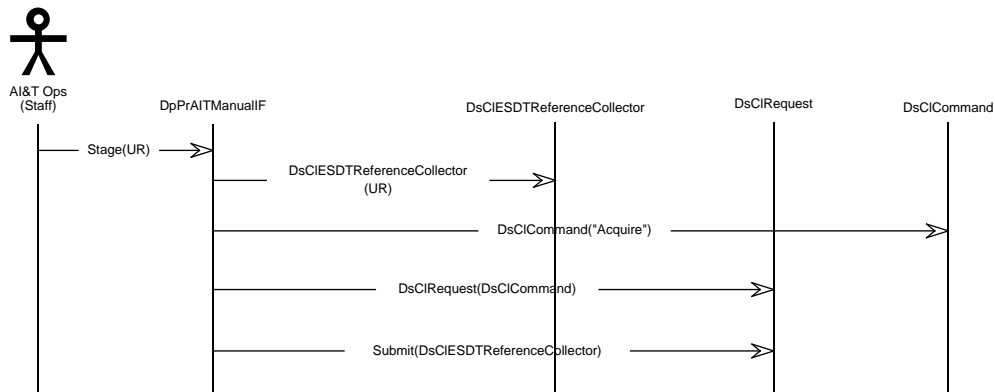 AI&T Ops
(Staff)
DpPrAITManualIF
DsClESDTReferenceCollector
DsClRequest
DsClCommand
Stage(UR)
DsClESDTReferenceCollector
(UR)
DsClCommand("Acquire")
DsClRequest(DsClCommand)
Submit(DsClESDTReferenceCollector)